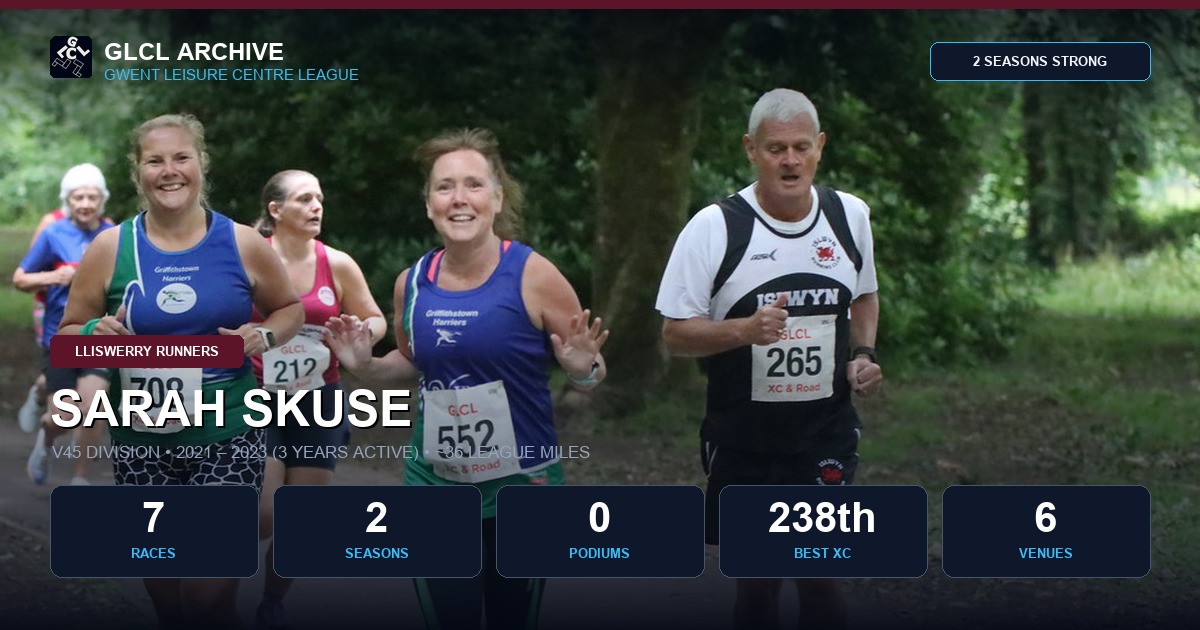 GLCL ARCHIVE
GWENT LEISURE CENTRE LEAGUE
2 SEASONS STRONG
Griffithstown
Harriers
Griffithstown
Harriers
ISLWYN
GLCL
212
GLCL
265
XC & Road
708
GLCL
552
XC & Road
LLISWERRY RUNNERS
SARAH SKUSE
V45 DIVISION • 2021 – 2023 (3 YEARS ACTIVE) • ~36 LEAGUE MILES
7
RACES
2
SEASONS
0
PODIUMS
238th
BEST XC
6
VENUES